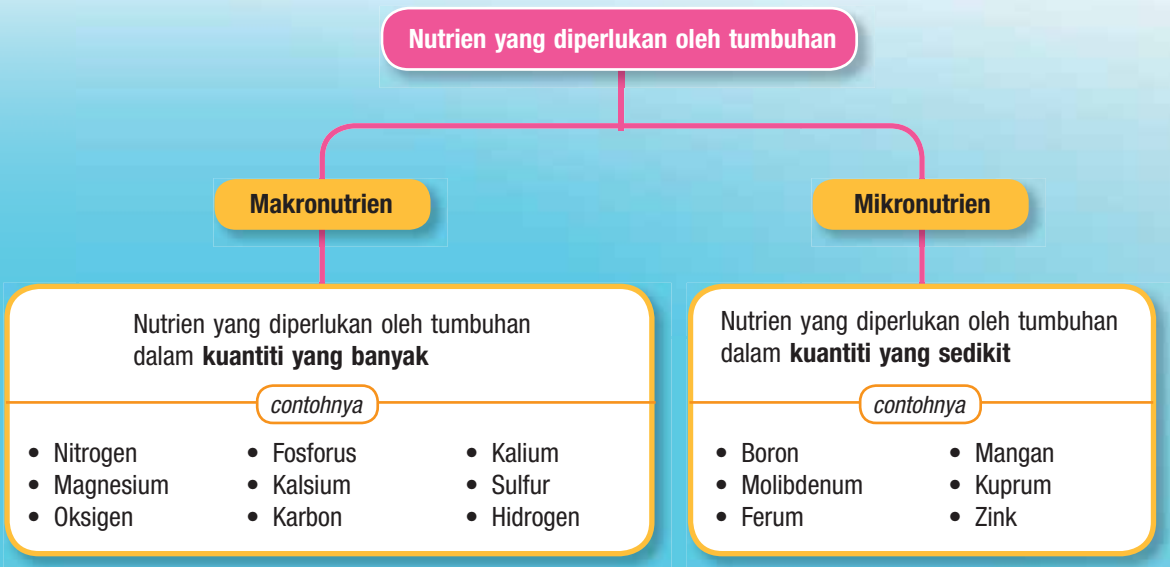 Nutrien yang diperlukan oleh tumbuhan
Makronutrien
Nutrien yang diperlukan oleh tumbuhan
dalam kuantiti yang banyak
contohnya
• Nitrogen
• Magnesium
• Oksigen
• Fosforus
• Kalsium
• Karbon
• Kalium
• Sulfur
• Hidrogen
Mikronutrien
Nutrien yang diperlukan oleh tumbuhan
dalam kuantiti yang sedikit
contohnya
• Boron
• Molibdenum
• Ferum
• Mangan
• Kuprum
• Zink